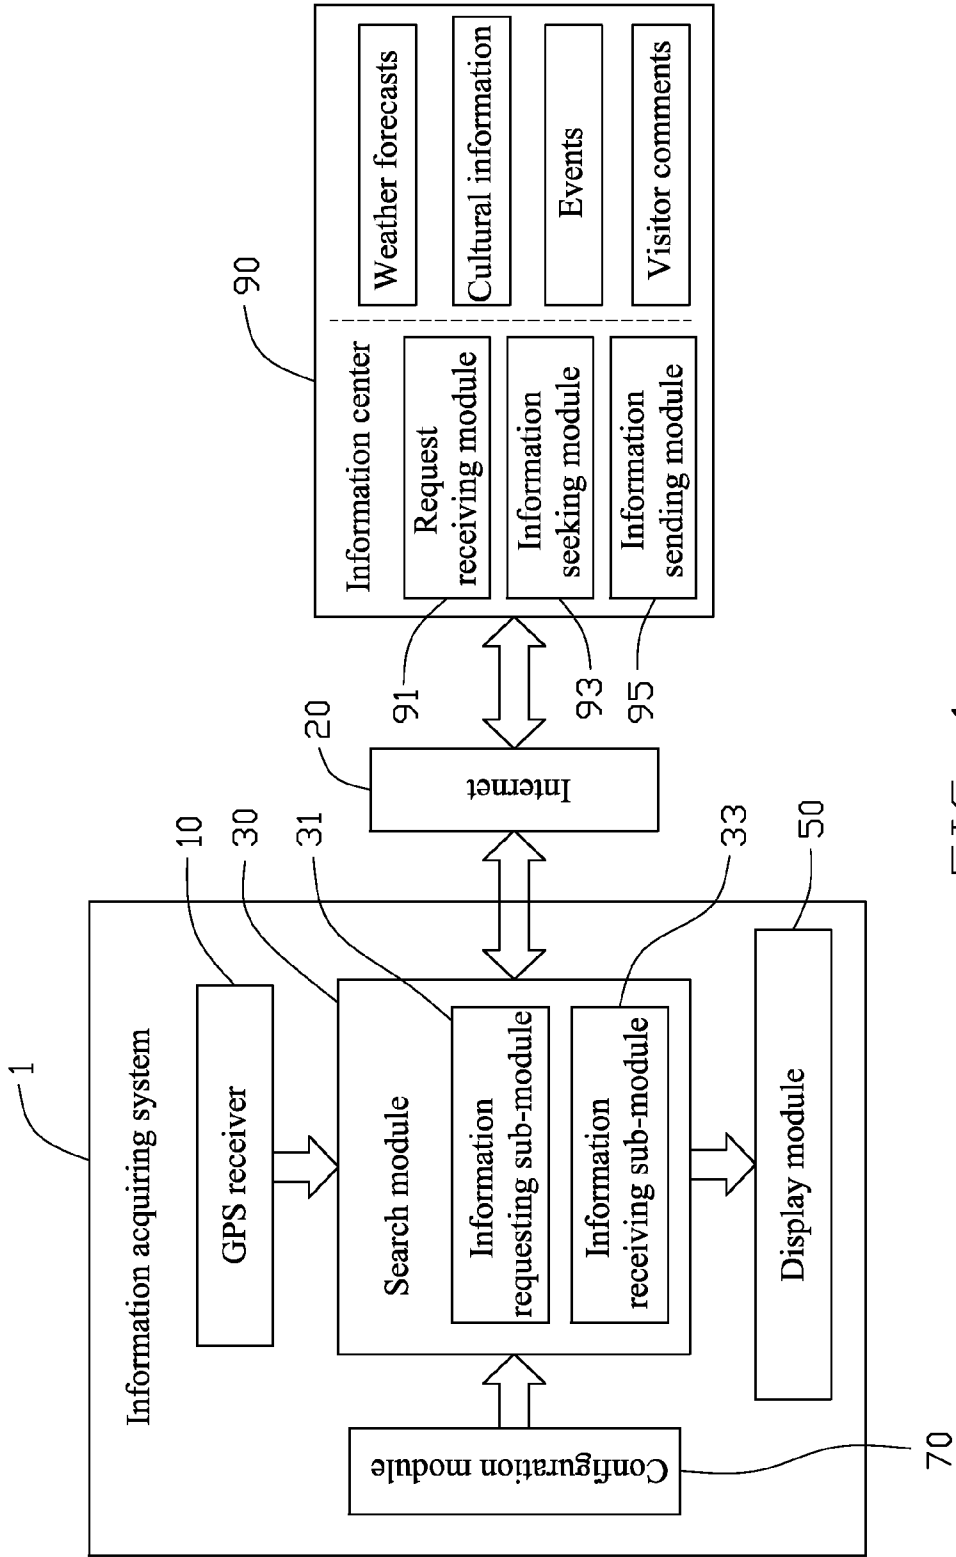 1
Information acquiring system
10
GPS receiver
30
Search module
31
Information
requesting sub-module
33
Information
receiving sub-module
50
Display module
70
Configuration module
20
Internet
90
Information center
91
Request
receiving module
93
Information
seeking module
95
Information
sending module
Weather forecasts
Cultural information
Events
Visitor comments